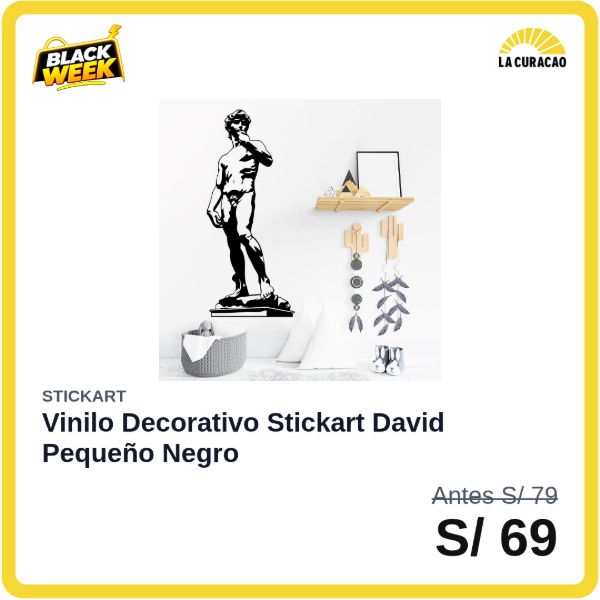 BLACK
WEEK
LA CURACAO
STICKART
Vinilo Decorativo Stickart David
Pequeño Negro
Antes S/ 79
S/ 69